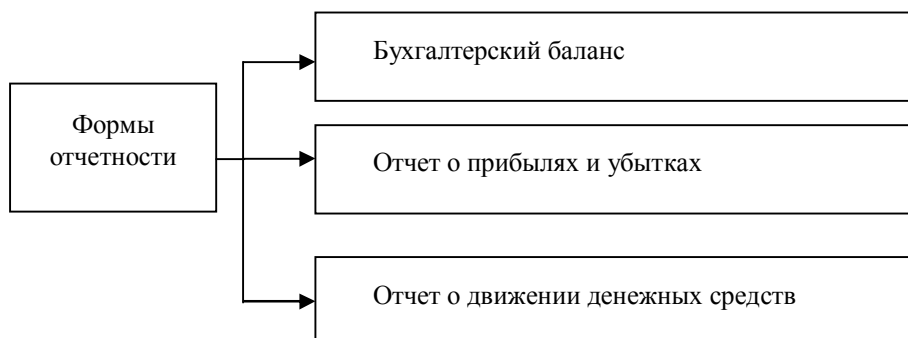 Формы
отчетности
Бухгалтерский баланс
Отчет о прибылях и убытках
Отчет о движении денежных средств